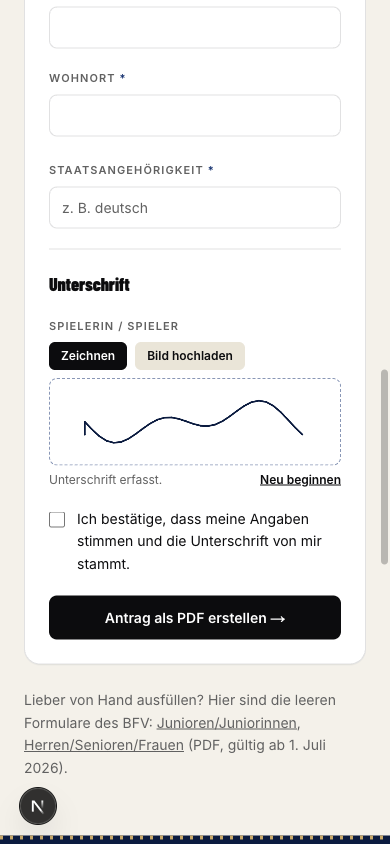 WOHNORT *
STAATSANGEHÖRIGKEIT *
z. B. deutsch
Unterschrift
SPIELERIN / SPIELER
Zeichnen Bild hochladen
Unterschrift erfasst. Neu beginnen
Ich bestätige, dass meine Angaben
stimmen und die Unterschrift von mir
stammt.
Antrag als PDF erstellen →
Lieber von Hand ausfüllen? Hier sind die leeren
Formulare des BFV: Junioren/Juniorinnen,
Herren/Senioren/Frauen (PDF, gültig ab 1. Juli
2026).
N